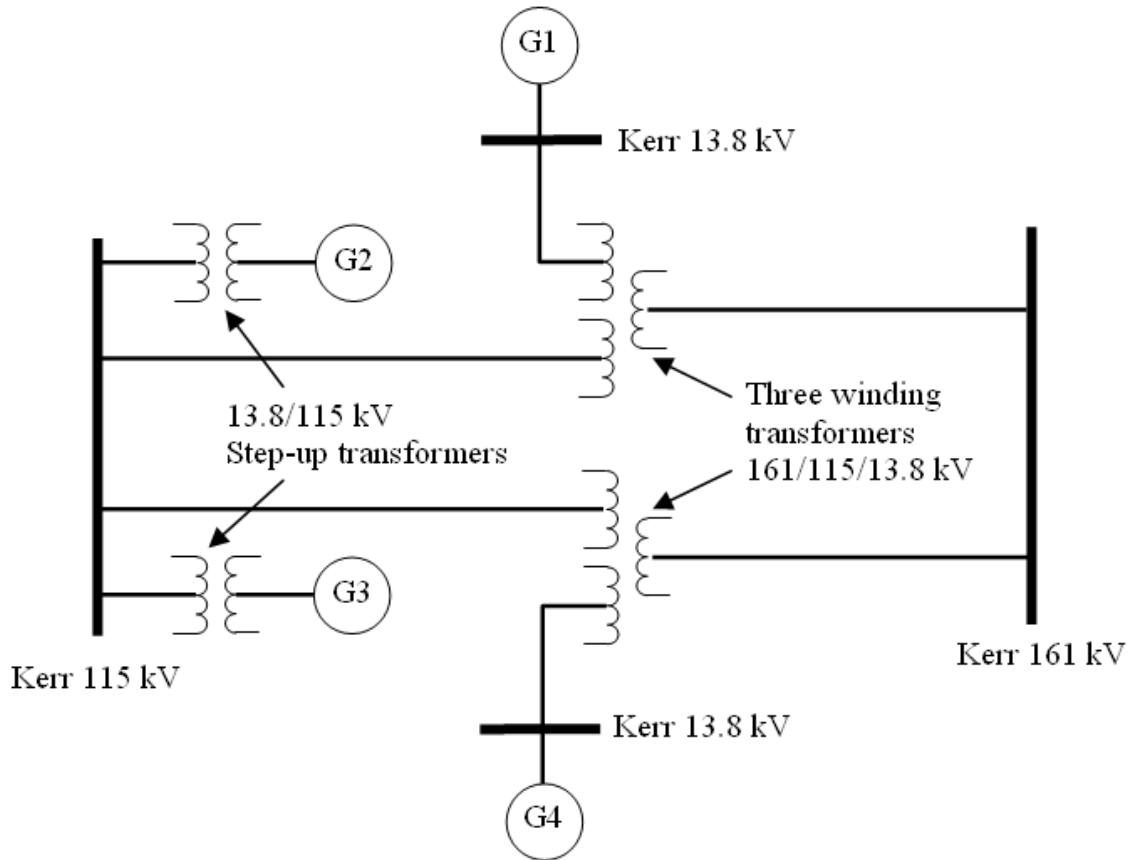 G1
Kerr 13.8 kV
G2
13.8/115 kV
Step-up transformers
Three winding
transformers
161/115/13.8 kV
G3
Kerr 115 kV
Kerr 161 kV
Kerr 13.8 kV
G4